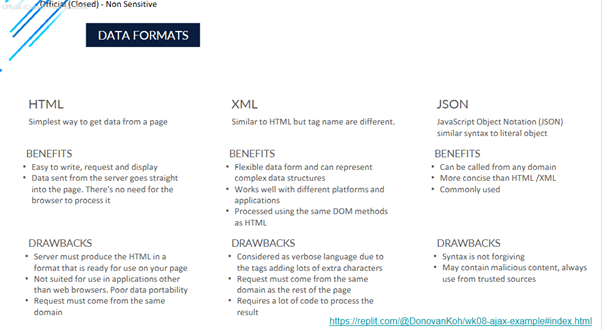 Official (Closed) - Non Sensitive
DATA FORMATS
HTML
Simplest way to get data from a page
BENEFITS
• Easy to write, request and display
• Data sent from the server goes straight
into the page. There's no need for the
browser to process it
DRAWBACKS
• Server must produce the HTML in a
format that is ready for use on your page
• Not suited for use in applications other
than web browsers. Poor data portability
• Request must come from the same
domain
XML
Similar to HTML but tag name are different.
BENEFITS
• Flexible data form and can represent
complex data structures
• Works well with different platforms and
applications
• Processed using the same DOM methods
as HTML
DRAWBACKS
• Considered as verbose language due to
the tags adding lots of extra characters
• Request must come from the same
domain as the rest of the page
• Requires a lot of code to process the
result
JSON
JavaScript Object Notation (JSON)
similar syntax to literal object
BENEFITS
• Can be called from any domain
• More concise than HTML /XML
• Commonly used
DRAWBACKS
• Syntax is not forgiving
• May contain malicious content, always
use from trusted sources
https://replit.com/@DonovanKoh/wk08-ajax-example#index.html